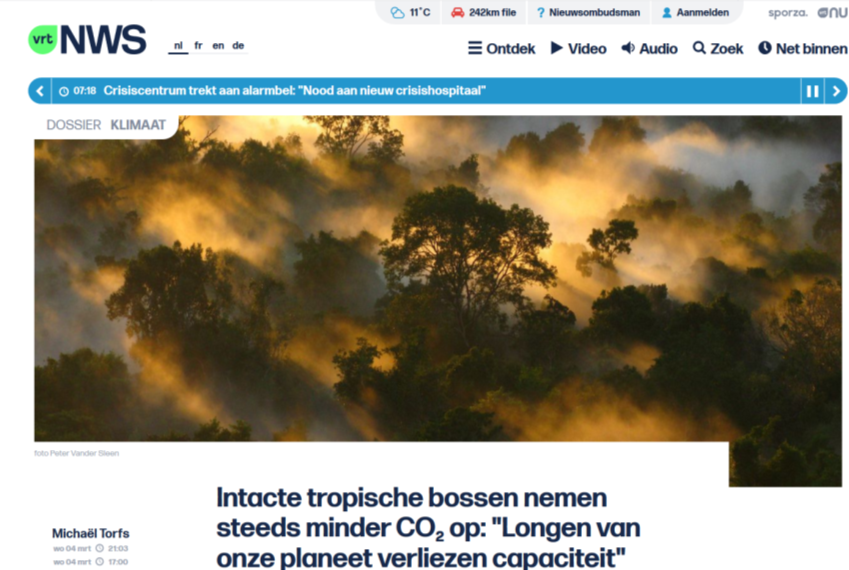 11°C 242km file ? Nieuwsombudsman Aanmelden sporza. vrt NU
vrt NWS nl fr en de Ontdek Video Audio Zoek Net binnen
07:18 Crisiscentrum trekt aan alarmbel: "Nood aan nieuw crisishospitaal"
DOSSIER KLIMAAT
foto Peter Vander Sleen
Intacte tropische bossen nemen
steeds minder CO₂ op: "Longen van
onze planeet verliezen capaciteit"
Michaël Torfs
wo 04 mrt 21:03
wo 04 mrt 17:00